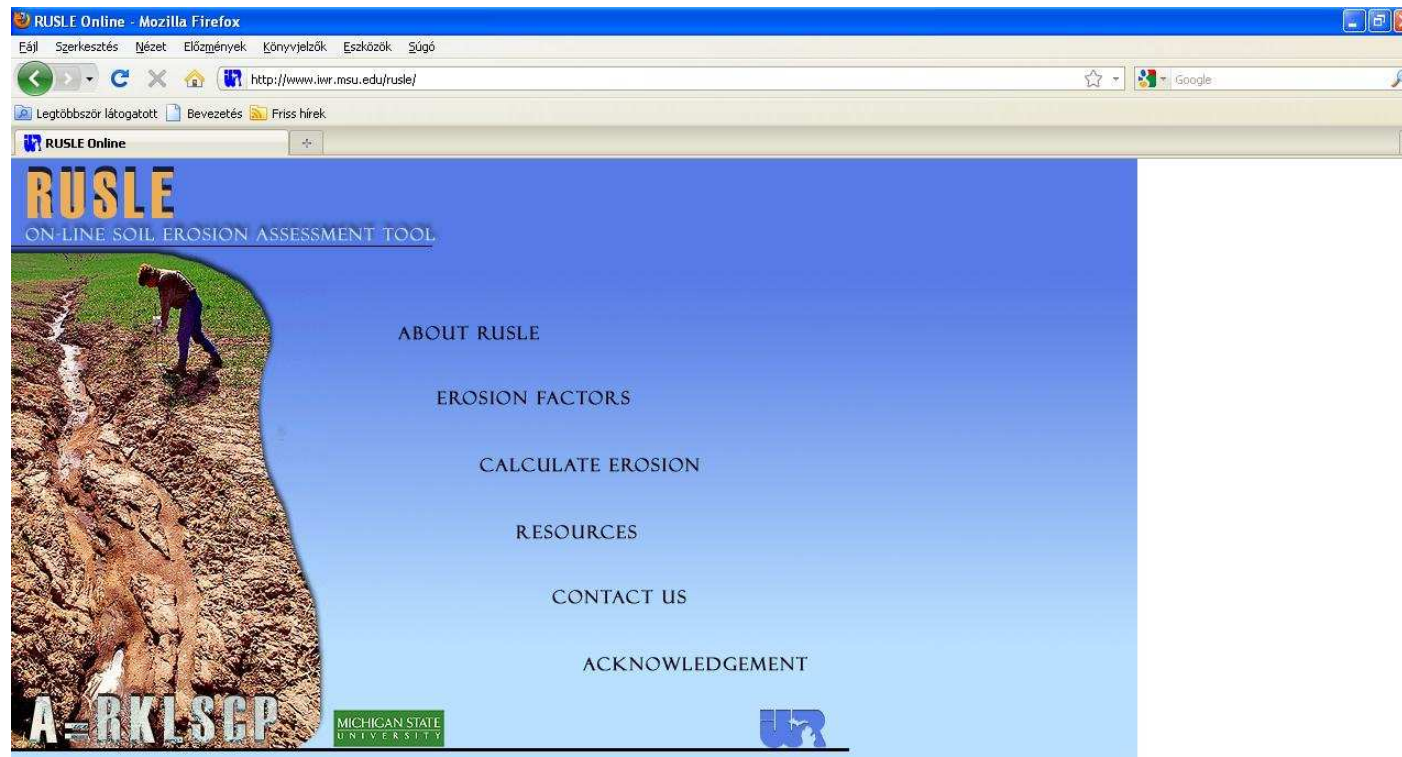 RUSLE Online - Mozilla Firefox
Fájl Szerkesztés Nézet Előzmények Könyvjelzők Eszközök Súgó
http://www.iwr.msu.edu/rusle/ Google
Legtöbbször látogatott Bevezetés Friss hírek
RUSLE Online
RUSLE
ON-LINE SOIL EROSION ASSESSMENT TOOL
ABOUT RUSLE
EROSION FACTORS
CALCULATE EROSION
RESOURCES
CONTACT US
ACKNOWLEDGEMENT
A=RKLSCP
MICHIGAN STATE
UNIVERSITY